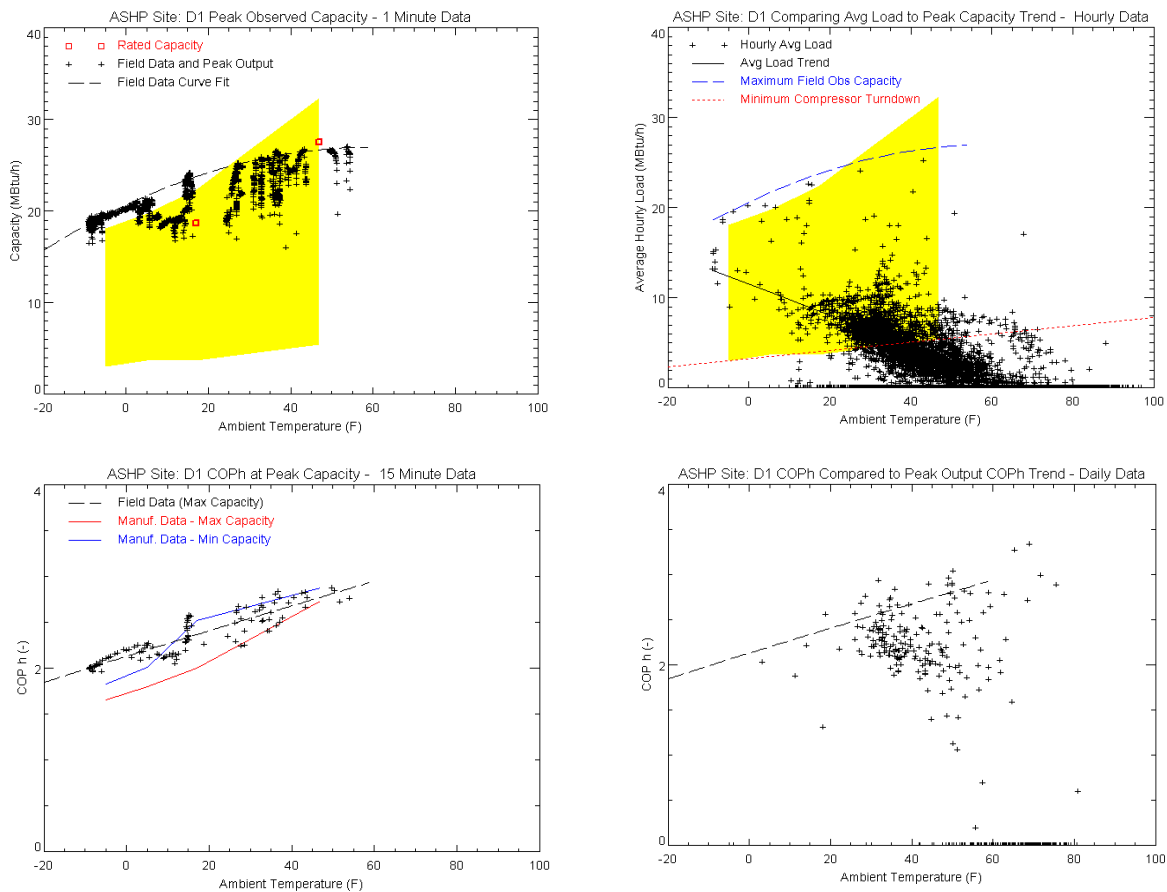 ASHP Site: D1 Peak Observed Capacity - 1 Minute Data
Rated Capacity
Field Data and Peak Output
Field Data Curve Fit
Capacity (MBtu/h)
40
30
20
10
0
-20 0 20 40 60 80 100
Ambient Temperature (F)
ASHP Site: D1 Comparing Avg Load to Peak Capacity Trend - Hourly Data
Hourly Avg Load
Avg Load Trend
Maximum Field Obs Capacity
Minimum Compressor Turndown
Average Hourly Load (MBtu/h)
40
30
20
10
0
-20 0 20 40 60 80 100
Ambient Temperature (F)
ASHP Site: D1 COPh at Peak Capacity - 15 Minute Data
Field Data (Max Capacity)
Manuf. Data - Max Capacity
Manuf. Data - Min Capacity
COP h (-)
4
2
0
-20 0 20 40 60 80 100
Ambient Temperature (F)
ASHP Site: D1 COPh Compared to Peak Output COPh Trend - Daily Data
COP h (-)
4
2
0
-20 0 20 40 60 80 100
Ambient Temperature (F)